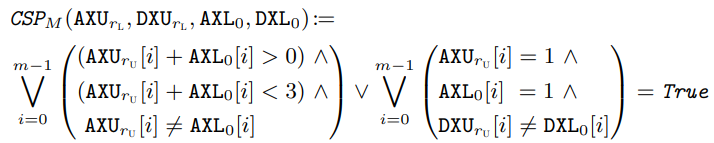 CSP_M(AXU_{r_L}, DXU_{r_L}, AXL_0, DXL_0) :=
⋁_{i=0}^{m−1} ( (AXU_{r_U}[i] + AXL_0[i] > 0) ∧ (AXU_{r_U}[i] + AXL_0[i] < 3) ∧ AXU_{r_U}[i] ≠ AXL_0[i] ) ∨ ⋁_{i=0}^{m−1} ( AXU_{r_U}[i] = 1 ∧ AXL_0[i] = 1 ∧ DXU_{r_U}[i] ≠ DXL_0[i] ) = True